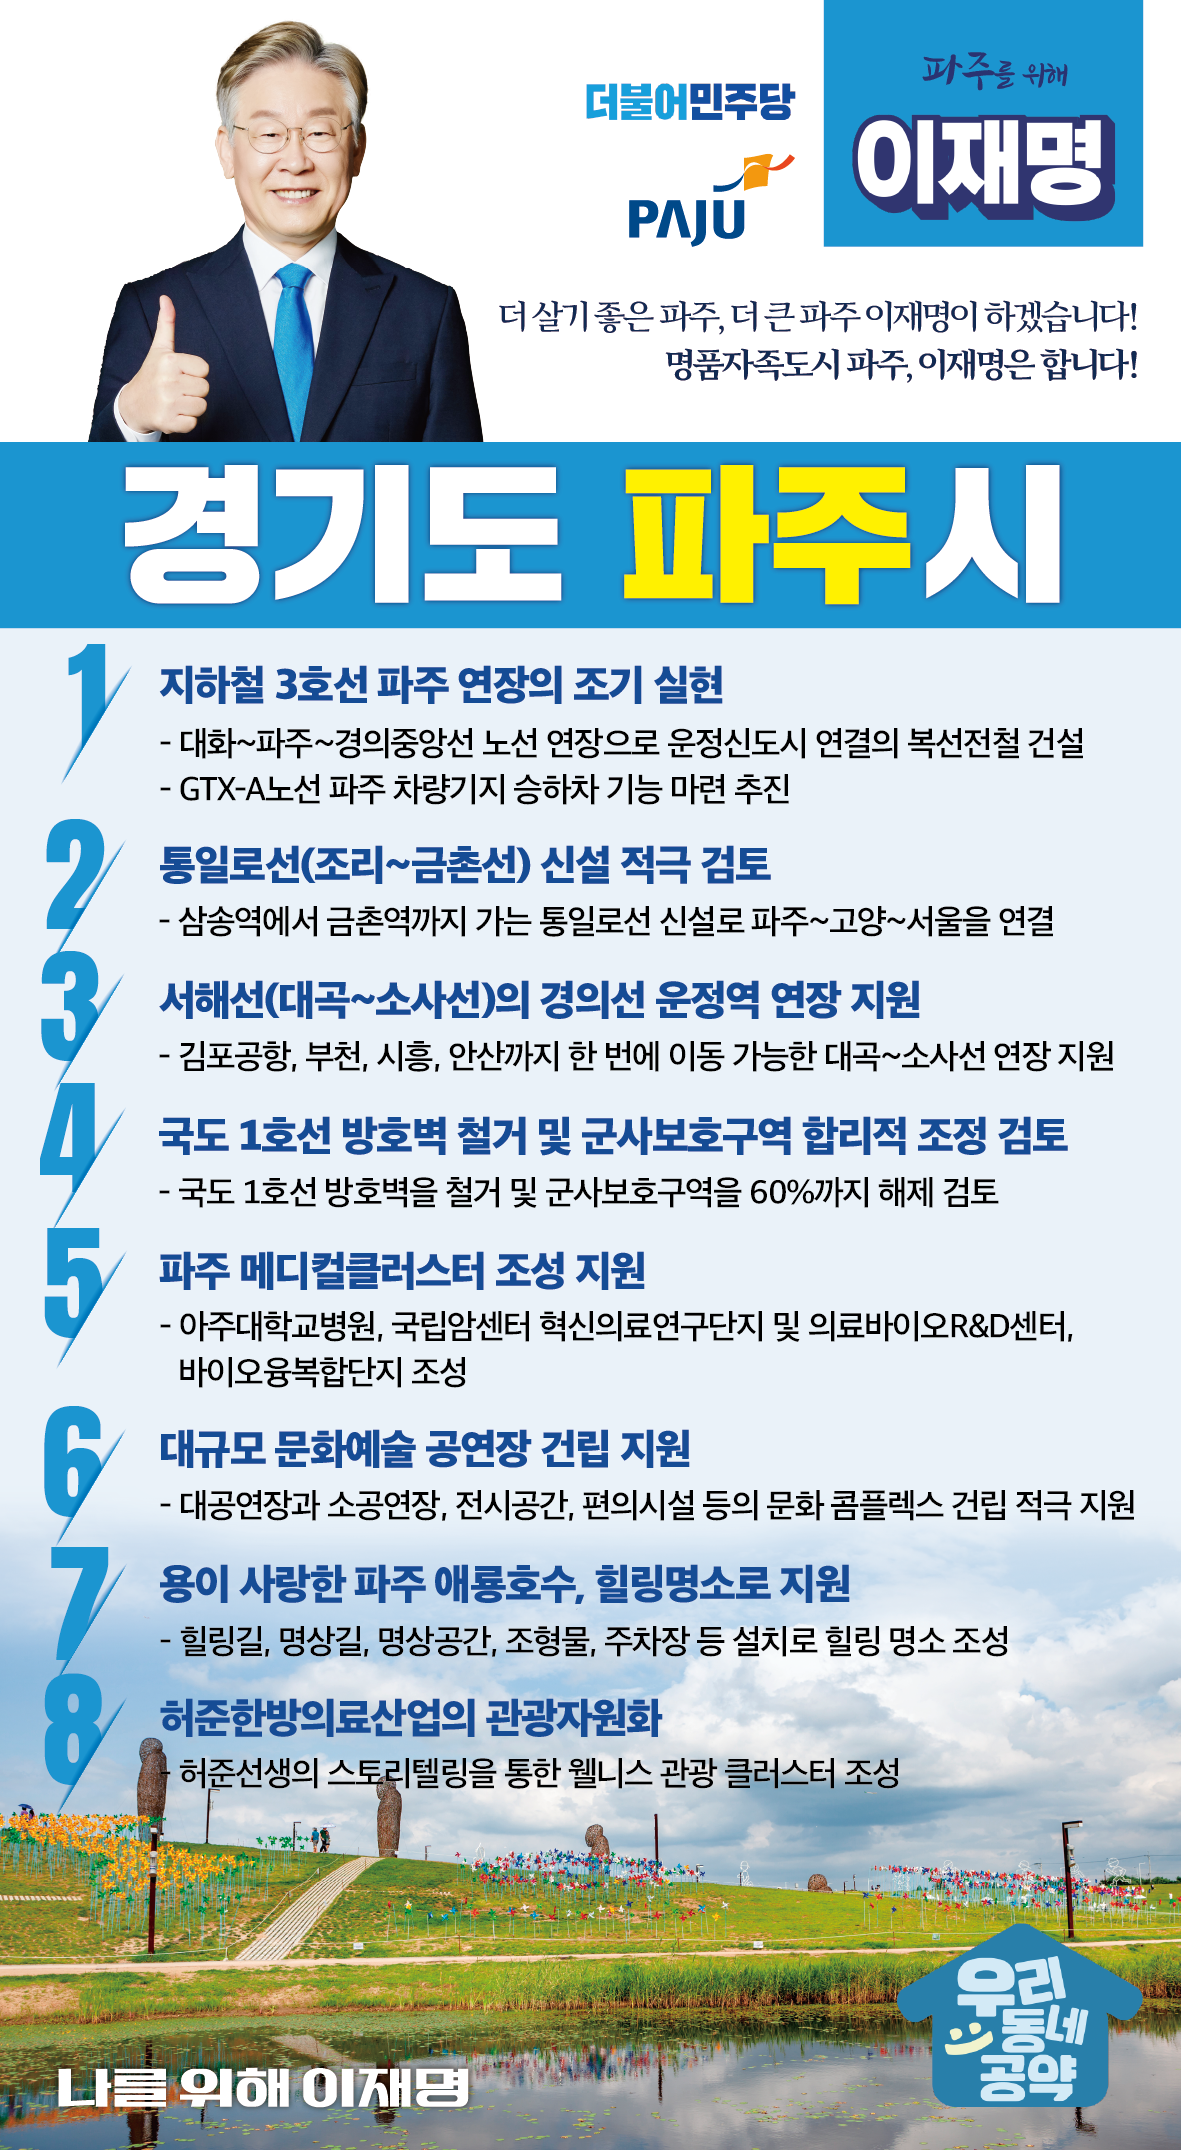 더불어민주당
PAJU
파주를 위해
이재명
더 살기 좋은 파주, 더 큰 파주 이재명이 하겠습니다!
명품자족도시 파주, 이재명은 합니다!
경기도 파주시
1
지하철 3호선 파주 연장의 조기 실현
- 대화~파주~경의중앙선 노선 연장으로 운정신도시 연결의 복선전철 건설
- GTX-A노선 파주 차량기지 승하차 기능 마련 추진
2
통일로선(조리~금촌선) 신설 적극 검토
- 삼송역에서 금촌역까지 가는 통일로선 신설로 파주~고양~서울을 연결
3
서해선(대곡~소사선)의 경의선 운정역 연장 지원
- 김포공항, 부천, 시흥, 안산까지 한 번에 이동 가능한 대곡~소사선 연장 지원
4
국도 1호선 방호벽 철거 및 군사보호구역 합리적 조정 검토
- 국도 1호선 방호벽을 철거 및 군사보호구역을 60%까지 해제 검토
5
파주 메디컬클러스터 조성 지원
- 아주대학교병원, 국립암센터 혁신의료연구단지 및 의료바이오R&D센터,
바이오융복합단지 조성
6
대규모 문화예술 공연장 건립 지원
- 대공연장과 소공연장, 전시공간, 편의시설 등의 문화 콤플렉스 건립 적극 지원
7
용이 사랑한 파주 애룡호수, 힐링명소로 지원
- 힐링길, 명상길, 명상공간, 조형물, 주차장 등 설치로 힐링 명소 조성
8
허준한방의료산업의 관광자원화
- 허준선생의 스토리텔링을 통한 웰니스 관광 클러스터 조성
우리
동네
공약
나를 위해 이재명